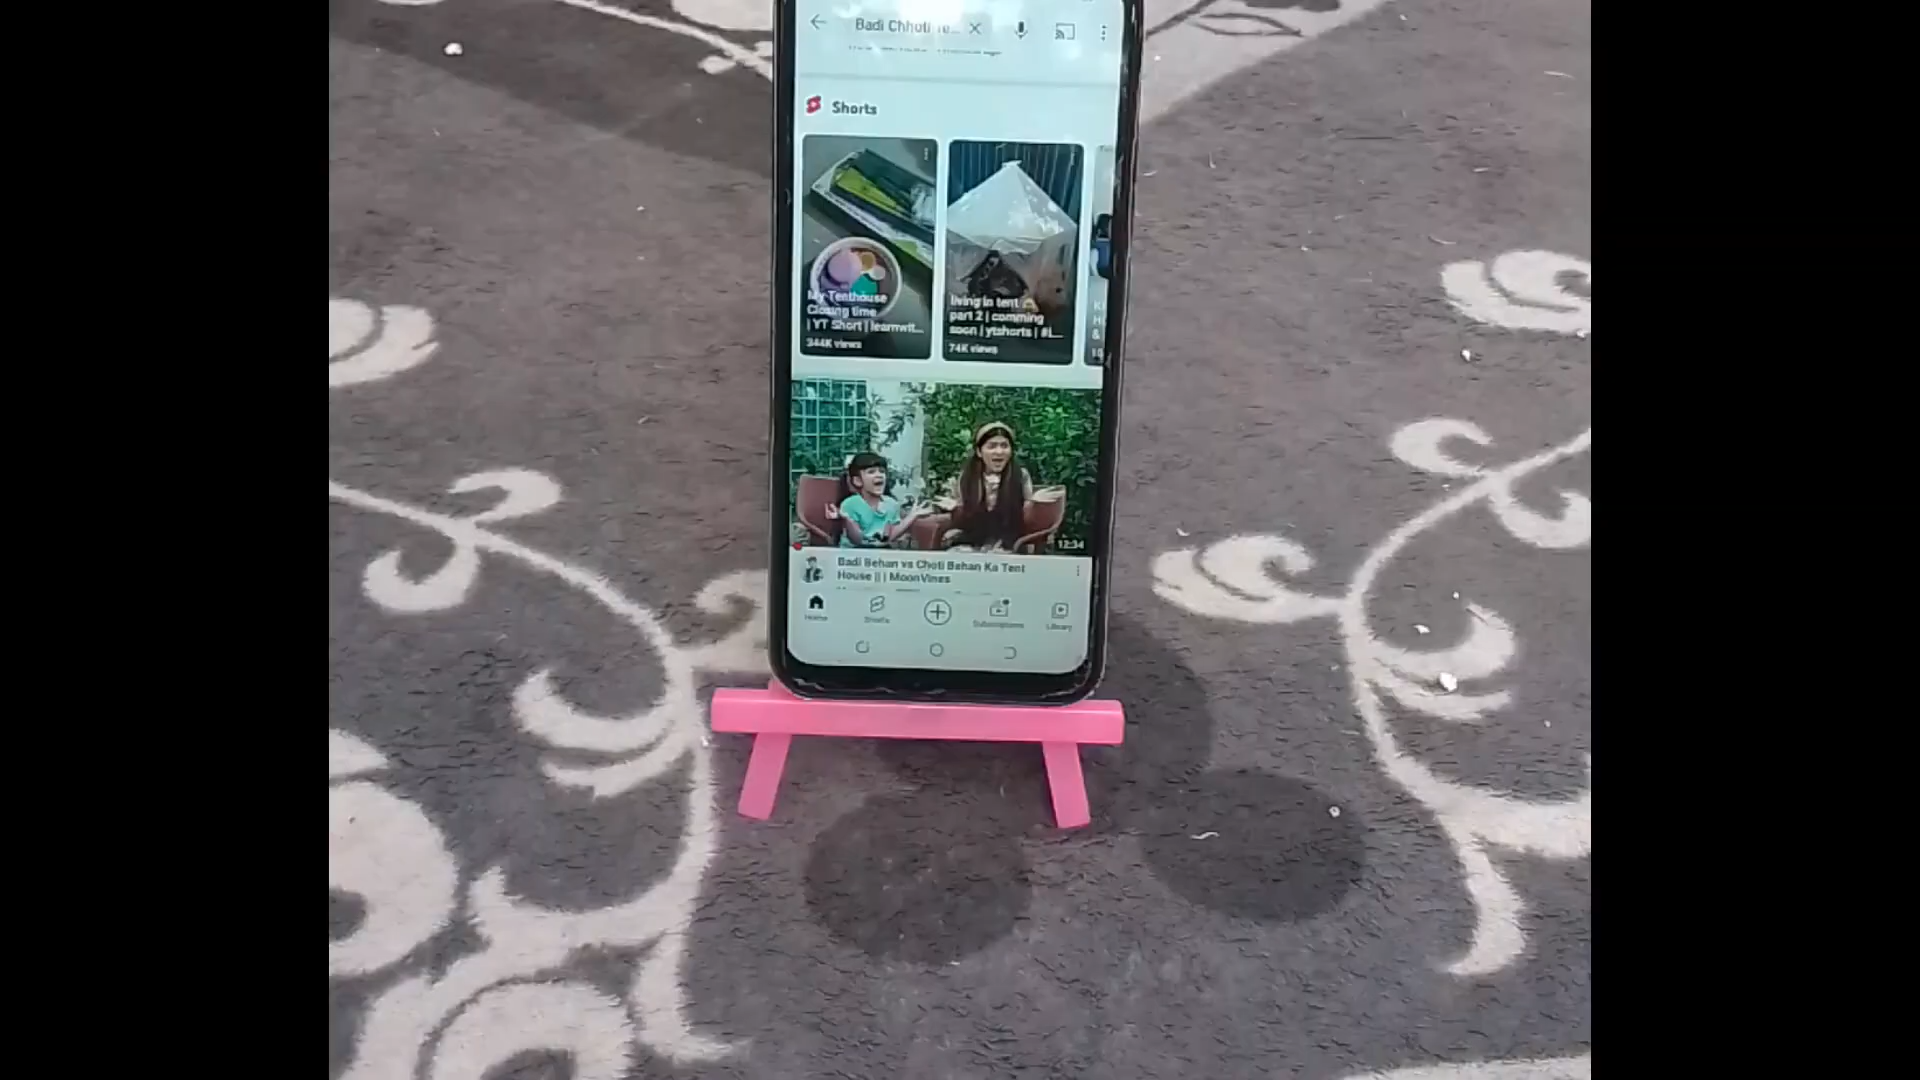 Badi Chhoti Te...
Shorts
My Tenthouse
Closing time
| YT Short | learnwit...
344K views
living in tent
part 2 | comming
soon | ytshorts | #L...
74K views
12:34
Badi Behan vs Choti Behan Ka Tent
House || | MoonVines
Home
Shorts
Subscriptions
Library